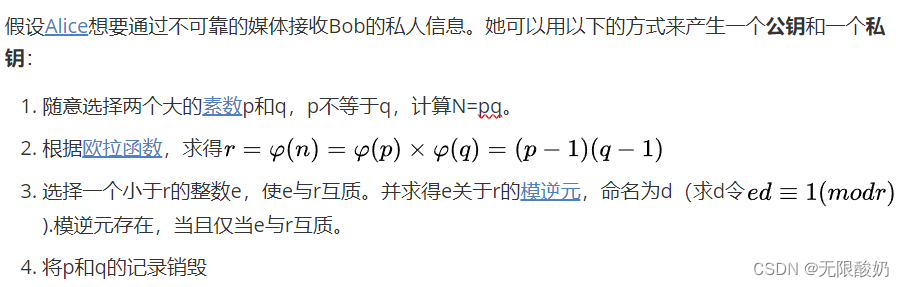 假设Alice想要通过不可靠的媒体接收Bob的私人信息。她可以用以下的方式来产生一个公钥和一个私
钥：
1. 随意选择两个大的素数p和q，p不等于q，计算N=pq。
2. 根据欧拉函数，求得r = φ(n) = φ(p) × φ(q) = (p − 1)(q − 1)
3. 选择一个小于r的整数e，使e与r互质。并求得e关于r的模逆元，命名为d（求d令ed ≡ 1(modr)
).模逆元存在，当且仅当e与r互质。
4. 将p和q的记录销毁
CSDN @无限酸奶